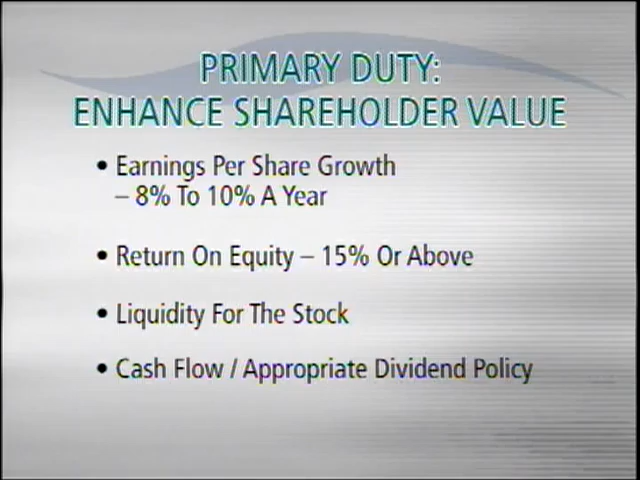 PRIMARY DUTY:
ENHANCE SHAREHOLDER VALUE
• Earnings Per Share Growth
– 8% To 10% A Year
• Return On Equity – 15% Or Above
• Liquidity For The Stock
• Cash Flow / Appropriate Dividend Policy